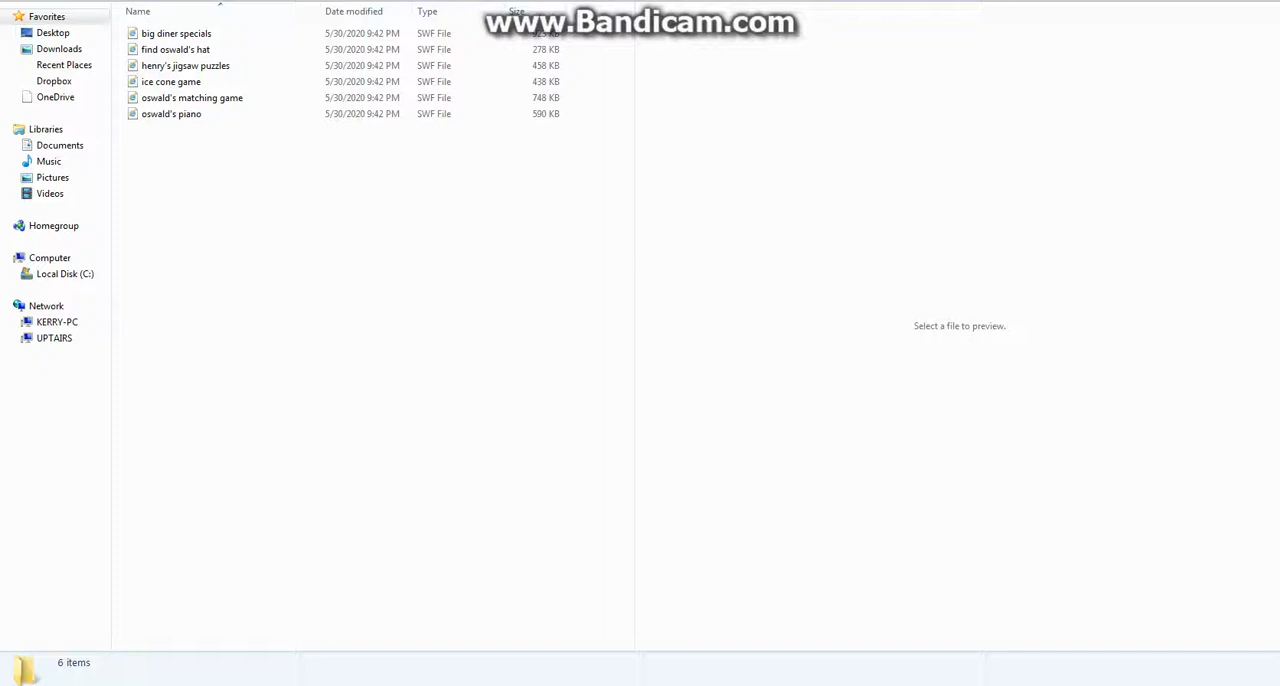 www.Bandicam.com
Favorites
Desktop
Downloads
Recent Places
Dropbox
OneDrive
Libraries
Documents
Music
Pictures
Videos
Homegroup
Computer
Local Disk (C:)
Network
KERRY-PC
UPTAIRS
Name Date modified Type Size
big diner specials 5/30/2020 9:42 PM SWF File KB
find oswald's hat 5/30/2020 9:42 PM SWF File 278 KB
henry's jigsaw puzzles 5/30/2020 9:42 PM SWF File 458 KB
ice cone game 5/30/2020 9:42 PM SWF File 438 KB
oswald's matching game 5/30/2020 9:42 PM SWF File 748 KB
oswald's piano 5/30/2020 9:42 PM SWF File 590 KB
Select a file to preview.
6 items